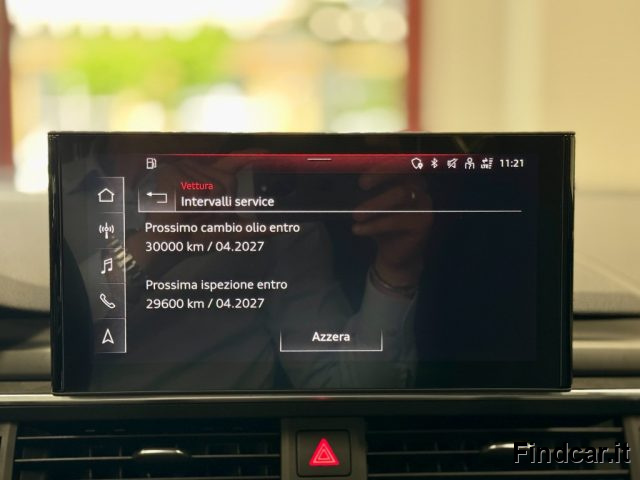 11:21
Vettura
Intervalli service
Prossimo cambio olio entro
30000 km / 04.2027
Prossima ispezione entro
29600 km / 04.2027
Azzera
Findcar.it